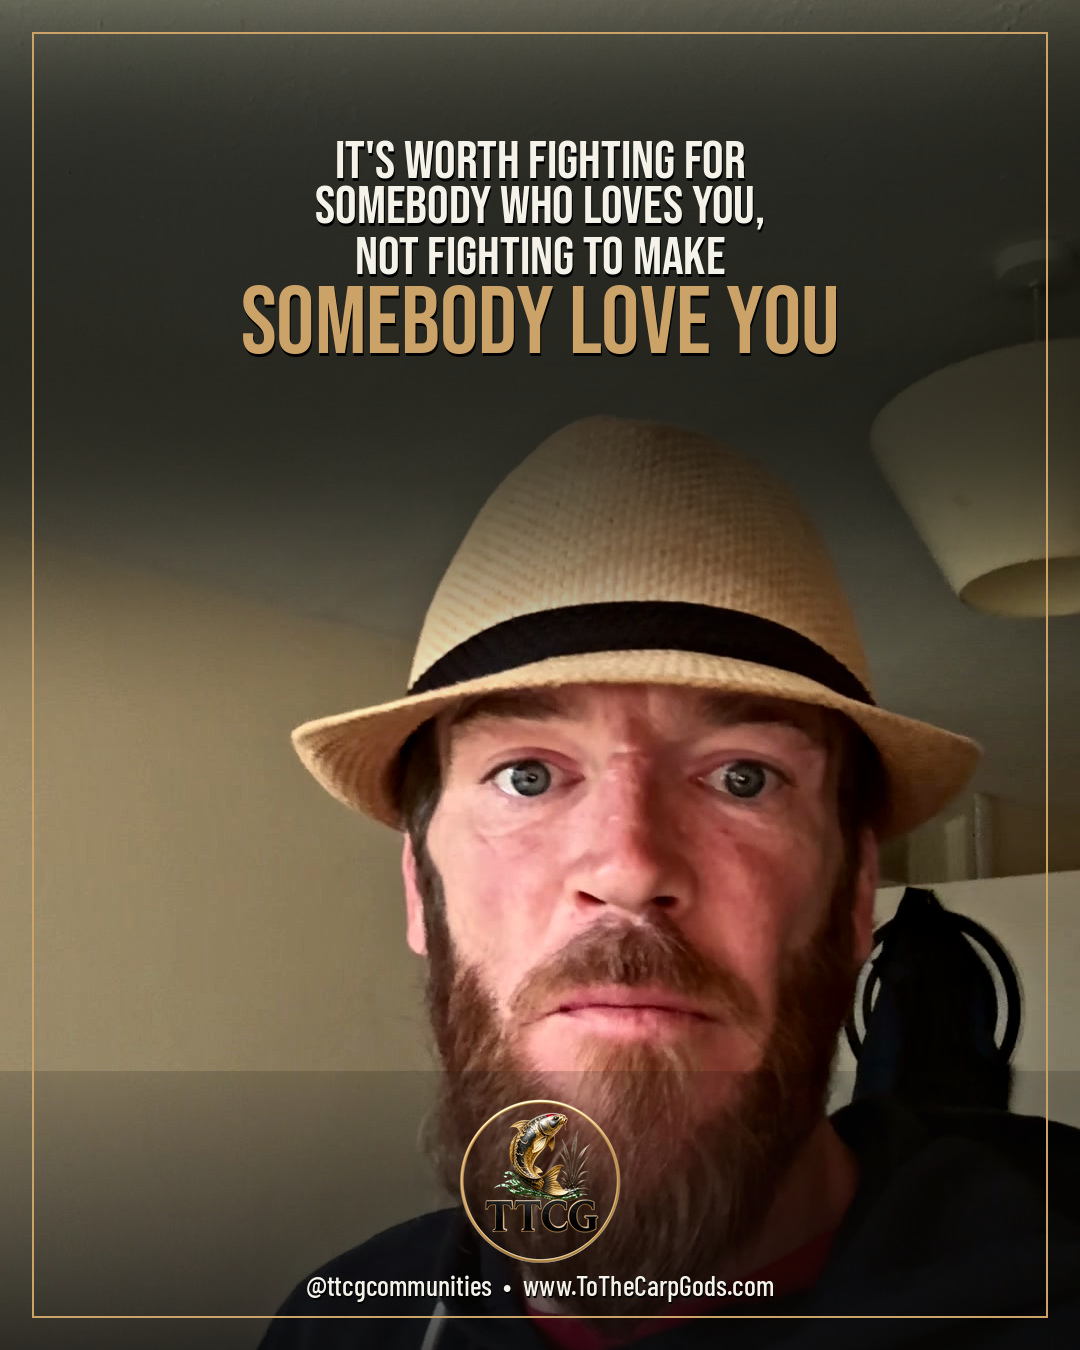 IT'S WORTH FIGHTING FOR
SOMEBODY WHO LOVES YOU,
NOT FIGHTING TO MAKE
SOMEBODY LOVE YOU
TTCG
@ttcgcommunities • www.ToTheCarpGods.com